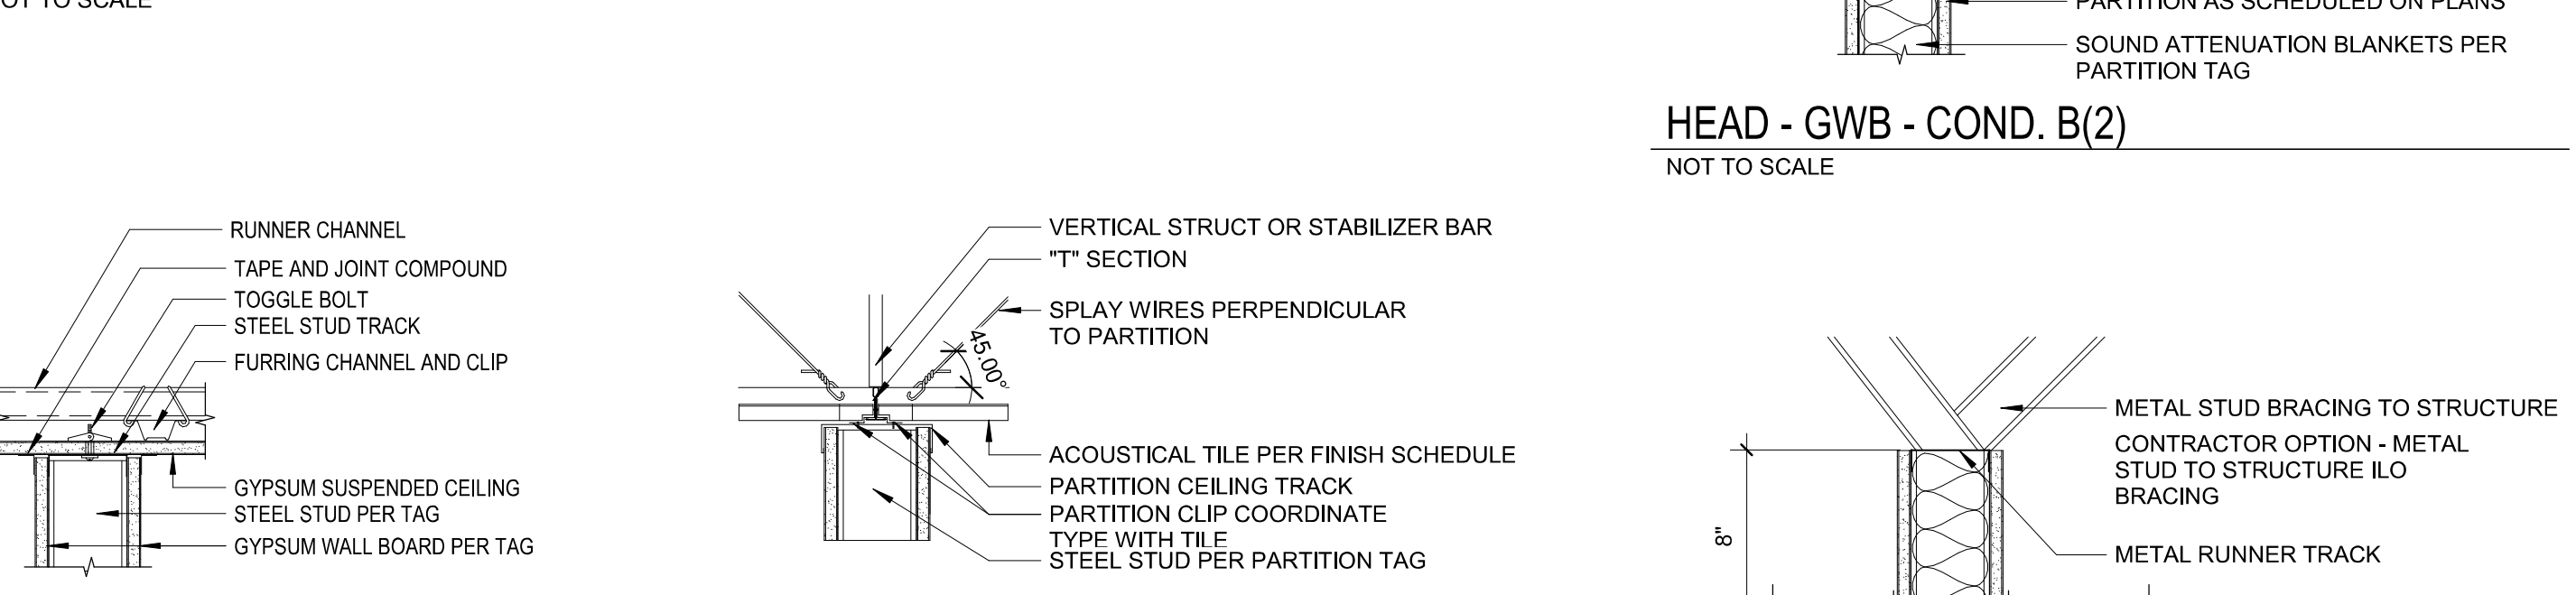 NOT TO SCALE
PARTITION AS SCHEDULED ON PLANS
SOUND ATTENUATION BLANKETS PER
PARTITION TAG
HEAD - GWB - COND. B(2)
NOT TO SCALE
RUNNER CHANNEL
TAPE AND JOINT COMPOUND
TOGGLE BOLT
STEEL STUD TRACK
FURRING CHANNEL AND CLIP
GYPSUM SUSPENDED CEILING
STEEL STUD PER TAG
GYPSUM WALL BOARD PER TAG
VERTICAL STRUCT OR STABILIZER BAR
"T" SECTION
SPLAY WIRES PERPENDICULAR
TO PARTITION
45.00°
ACOUSTICAL TILE PER FINISH SCHEDULE
PARTITION CEILING TRACK
PARTITION CLIP COORDINATE
TYPE WITH TILE
STEEL STUD PER PARTITION TAG
METAL STUD BRACING TO STRUCTURE
CONTRACTOR OPTION - METAL
STUD TO STRUCTURE ILO
BRACING
8"
METAL RUNNER TRACK